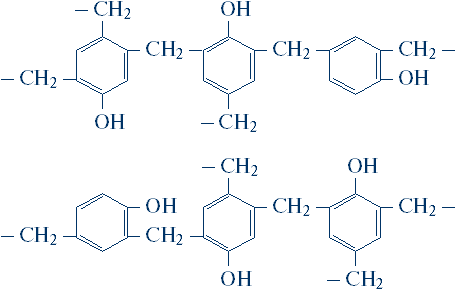 – CH₂ OH
CH₂ CH₂ CH₂ –
– CH₂ OH
OH – CH₂
– CH₂ OH
OH CH₂ CH₂ –
– CH₂ CH₂
OH – CH₂